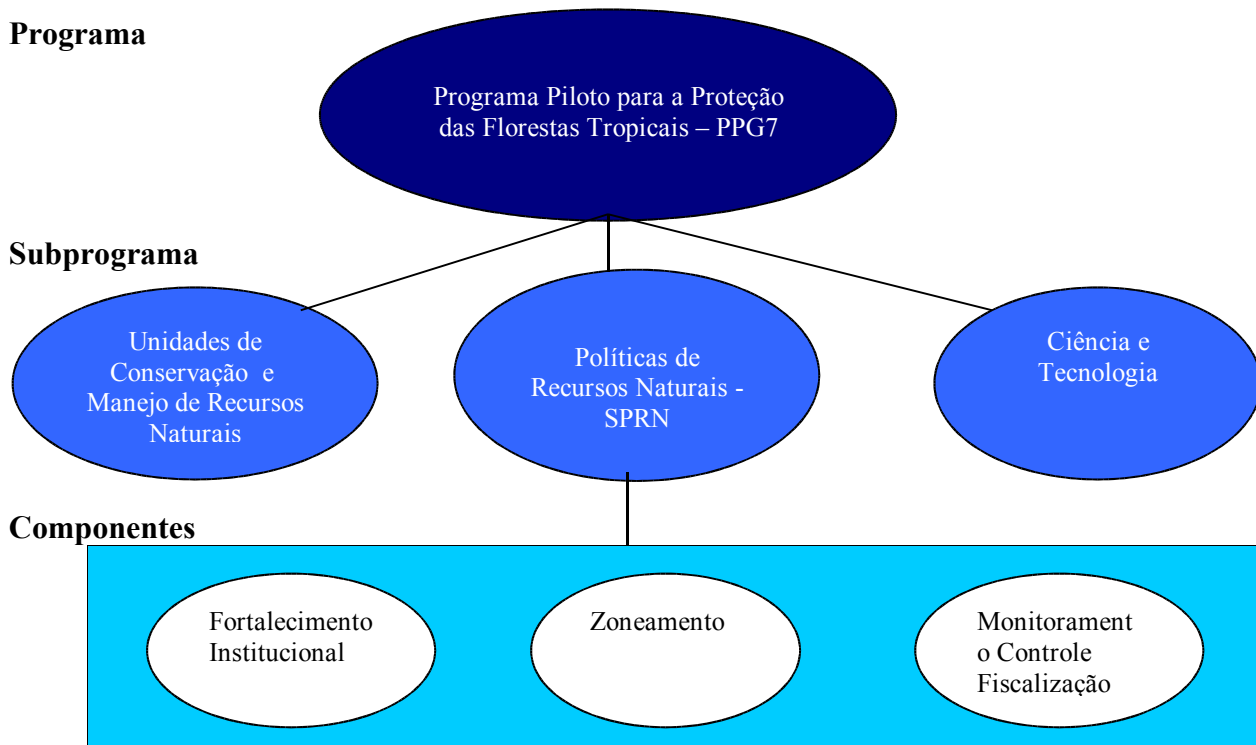 Programa
Programa Piloto para a Proteção
das Florestas Tropicais – PPG7
Subprograma
Unidades de
Conservação e
Manejo de Recursos
Naturais
Políticas de
Recursos Naturais -
SPRN
Ciência e
Tecnologia
Componentes
Fortalecimento
Institucional
Zoneamento
Monitorament
o Controle
Fiscalização